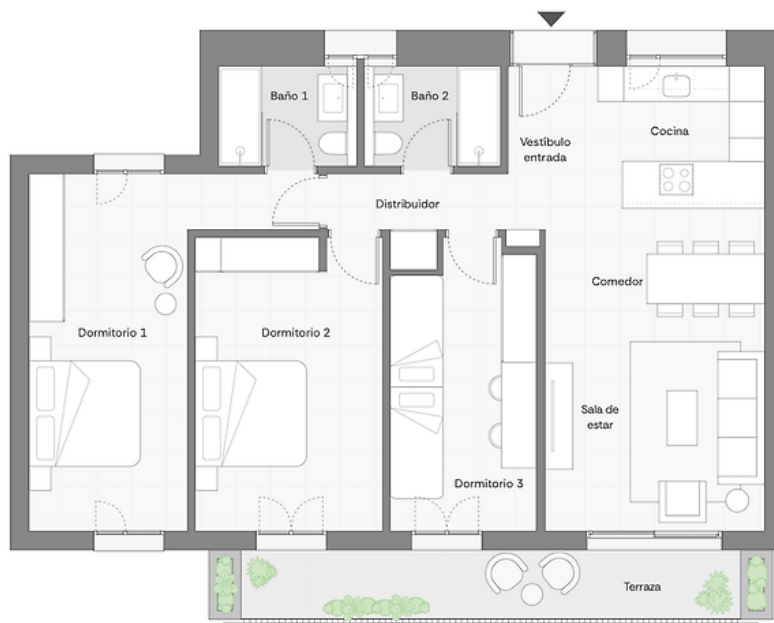 Baño 1
Baño 2
Vestíbulo
entrada
Cocina
Distribuidor
Comedor
Dormitorio 1
Dormitorio 2
Sala de
estar
Dormitorio 3
Terraza